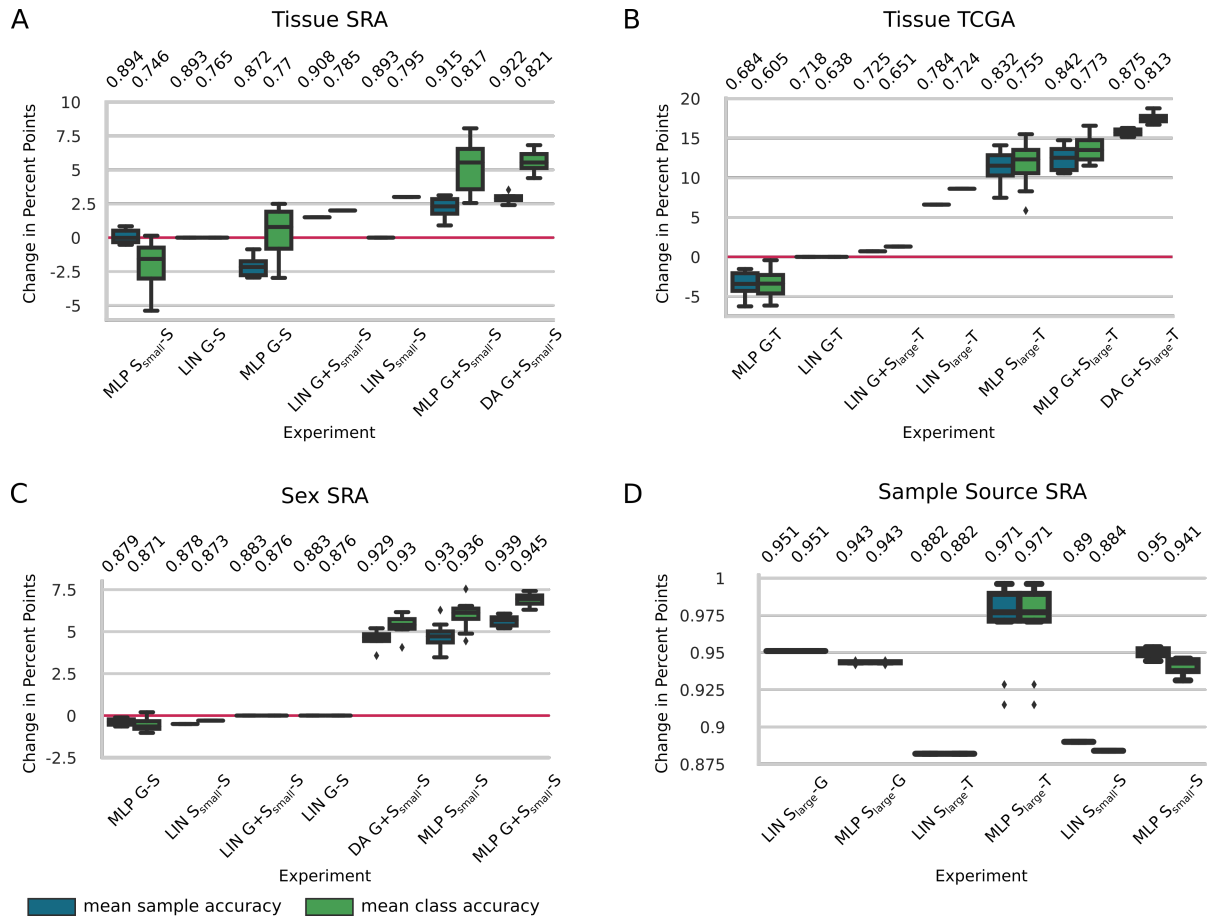 A
Tissue SRA
0.894 0.746 0.893 0.765 0.872 0.77 0.908 0.785 0.893 0.795 0.915 0.817 0.922 0.821
Change in Percent Points
10
7.5
5
2.5
0
-2.5
-5
MLP Ssmall-S
LIN G-S
MLP G-S
LIN G+Ssmall-S
LIN Ssmall-S
MLP G+Ssmall-S
DA G+Ssmall-S
Experiment
B
Tissue TCGA
0.684 0.605 0.718 0.638 0.725 0.651 0.784 0.724 0.832 0.755 0.842 0.773 0.875 0.813
Change in Percent Points
20
15
10
5
0
-5
MLP G-T
LIN G-T
LIN G+Slarge-T
LIN Slarge-T
MLP Slarge-T
MLP G+Slarge-T
DA G+Slarge-T
Experiment
C
Sex SRA
0.879 0.871 0.878 0.873 0.883 0.876 0.883 0.876 0.929 0.93 0.93 0.936 0.939 0.945
Change in Percent Points
7.5
5
2.5
0
-2.5
MLP G-S
LIN Ssmall-S
LIN G+Ssmall-S
LIN G-S
DA G+Ssmall-S
MLP Ssmall-S
MLP G+Ssmall-S
Experiment
D
Sample Source SRA
0.951 0.951 0.943 0.943 0.882 0.882 0.971 0.971 0.89 0.884 0.95 0.941
Change in Percent Points
1
0.975
0.95
0.925
0.9
0.875
LIN Slarge-G
MLP Slarge-G
LIN Slarge-T
MLP Slarge-T
LIN Ssmall-S
MLP Ssmall-S
Experiment
mean sample accuracy
mean class accuracy